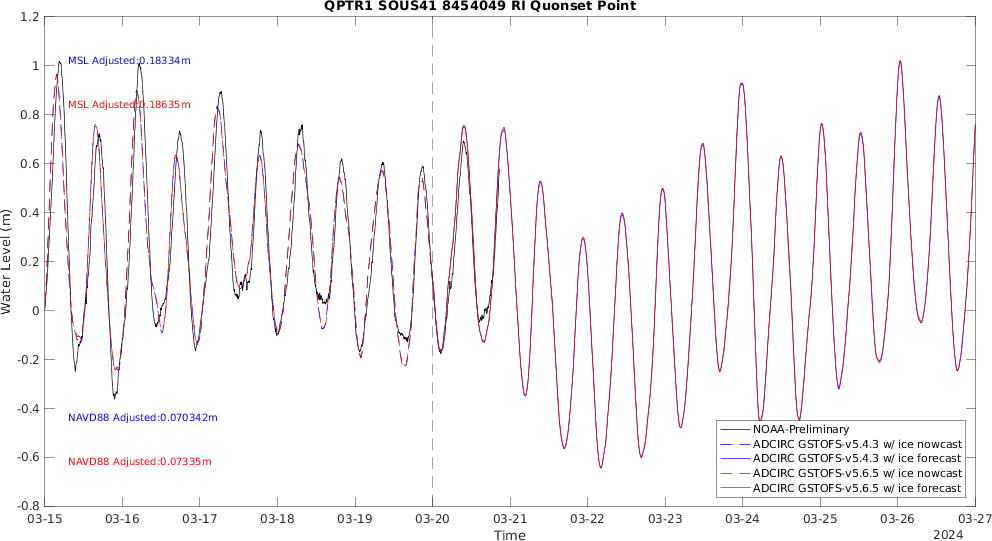 QPTR1 SOUS41 8454049 RI Quonset Point
1.2
1
0.8
0.6
0.4
0.2
0
-0.2
-0.4
-0.6
-0.8
Water Level (m)
MSL Adjusted:0.18334m
MSL Adjusted:0.18635m
NAVD88 Adjusted:0.070342m
NAVD88 Adjusted:0.07335m
NOAA-Preliminary
ADCIRC GSTOFS-v5.4.3 w/ ice nowcast
ADCIRC GSTOFS-v5.4.3 w/ ice forecast
ADCIRC GSTOFS-v5.6.5 w/ ice nowcast
ADCIRC GSTOFS-v5.6.5 w/ ice forecast
03-15 03-16 03-17 03-18 03-19 03-20 03-21 03-22 03-23 03-24 03-25 03-26 03-27
Time
2024